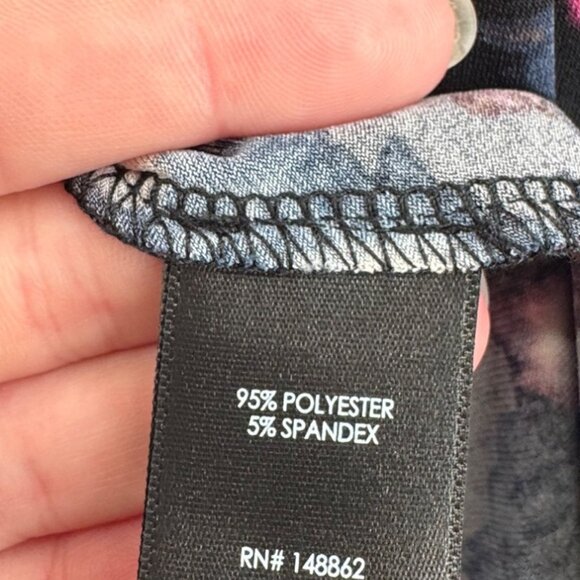 95% POLYESTER
5% SPANDEX
RN# 148862